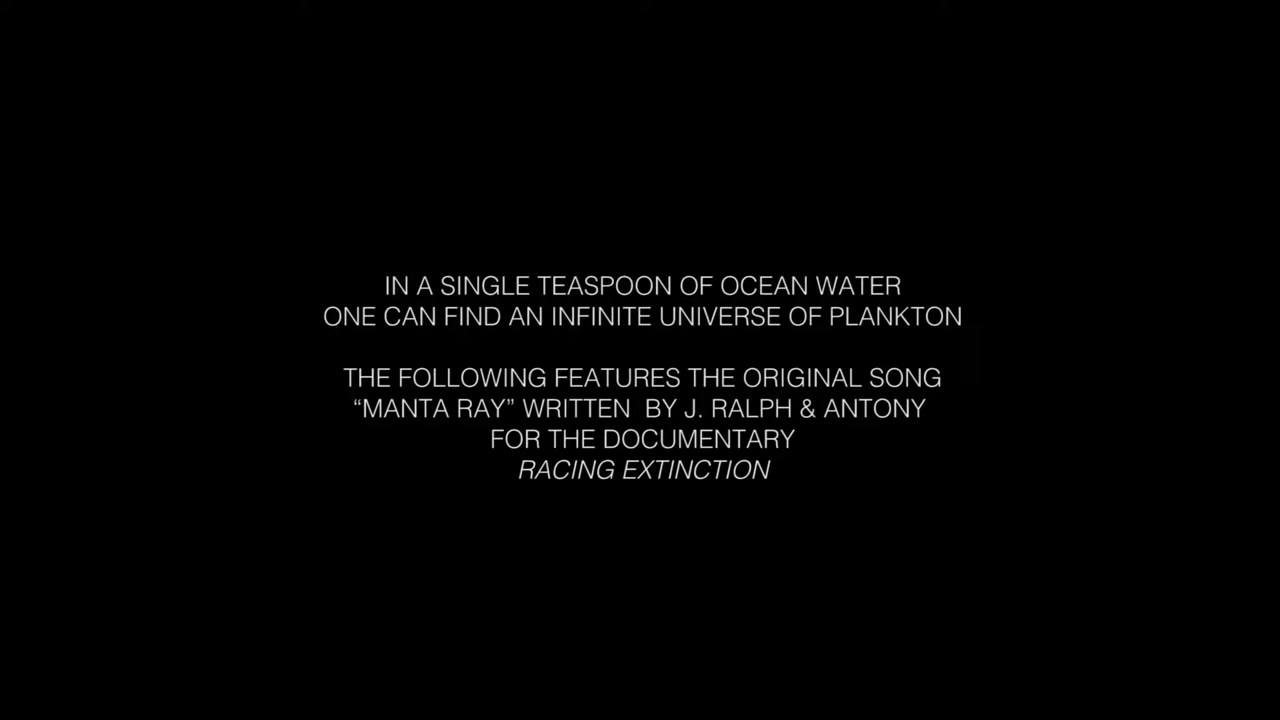 IN A SINGLE TEASPOON OF OCEAN WATER
ONE CAN FIND AN INFINITE UNIVERSE OF PLANKTON
THE FOLLOWING FEATURES THE ORIGINAL SONG
“MANTA RAY” WRITTEN  BY J. RALPH & ANTONY
FOR THE DOCUMENTARY
RACING EXTINCTION